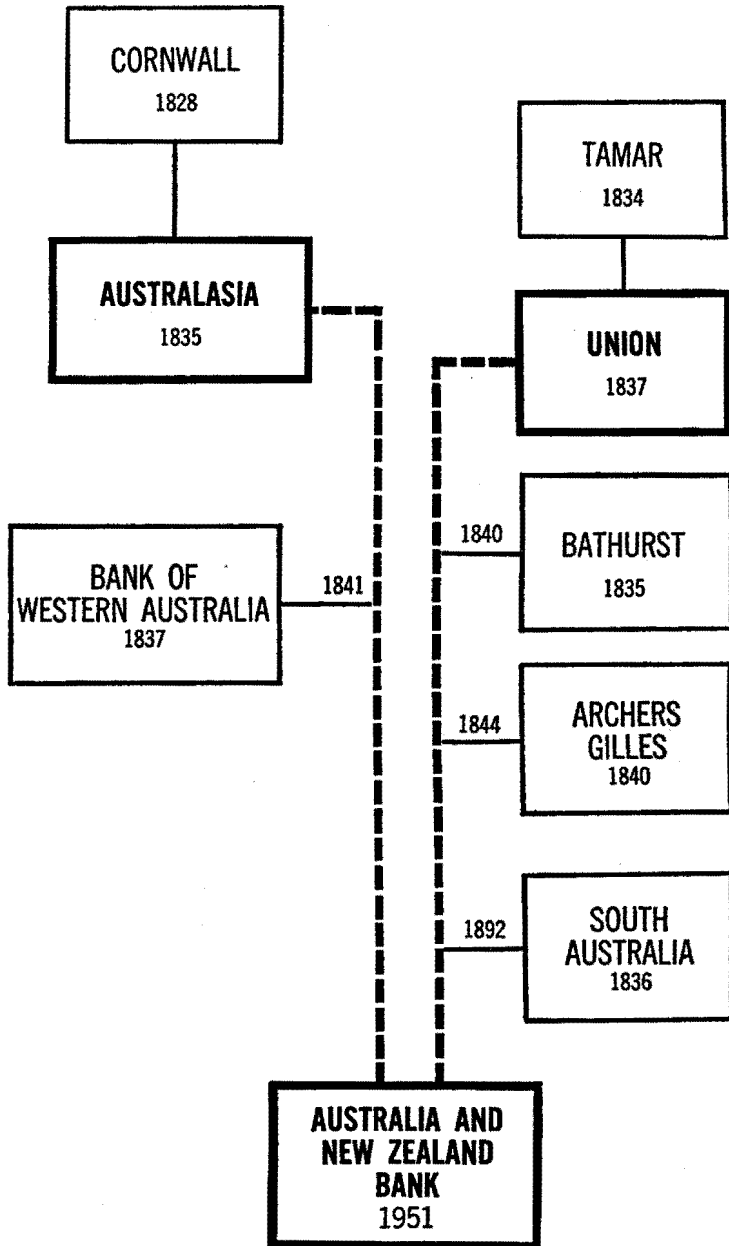 CORNWALL
1828
TAMAR
1834
AUSTRALASIA
1835
UNION
1837
1840
BATHURST
1835
BANK OF
WESTERN AUSTRALIA
1837
1841
1844
ARCHERS
GILLES
1840
1892
SOUTH
AUSTRALIA
1836
AUSTRALIA AND
NEW ZEALAND
BANK
1951